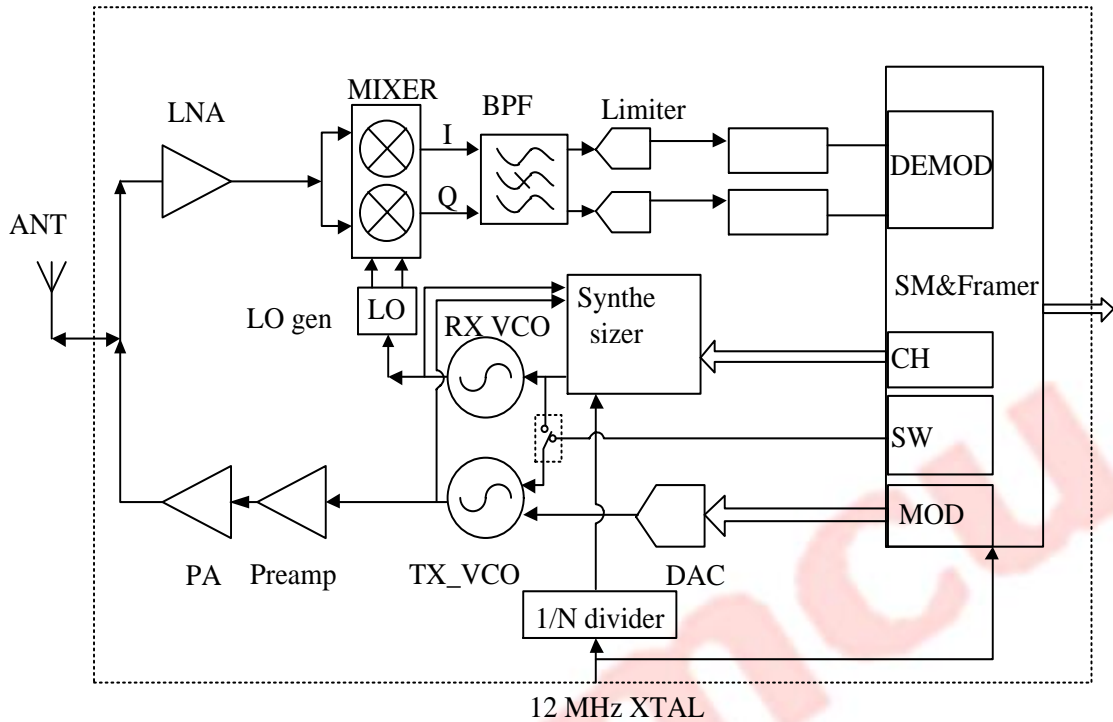 MIXER
LNA
BPF
Limiter
I
DEMOD
Q
ANT
SM&Framer
LO
Synthe
sizer
LO gen
RX VCO
CH
SW
MOD
PA
Preamp
TX_VCO
DAC
1/N divider
12 MHz XTAL
mcu